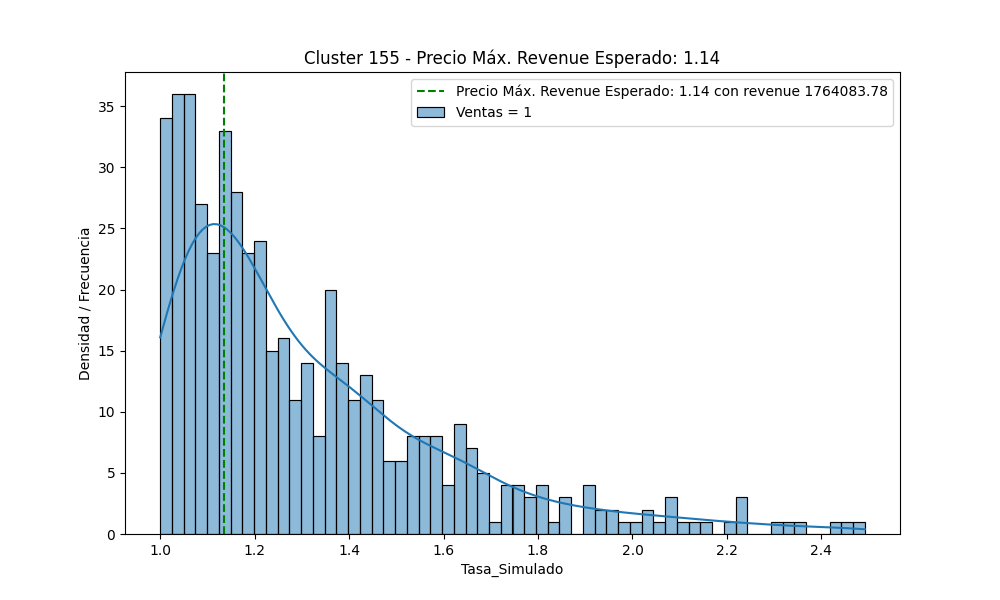 Cluster 155 - Precio Máx. Revenue Esperado: 1.14
Precio Máx. Revenue Esperado: 1.14 con revenue 1764083.78
Ventas = 1
Densidad / Frecuencia
35
30
25
20
15
10
5
0
1.0 1.2 1.4 1.6 1.8 2.0 2.2 2.4
Tasa_Simulado